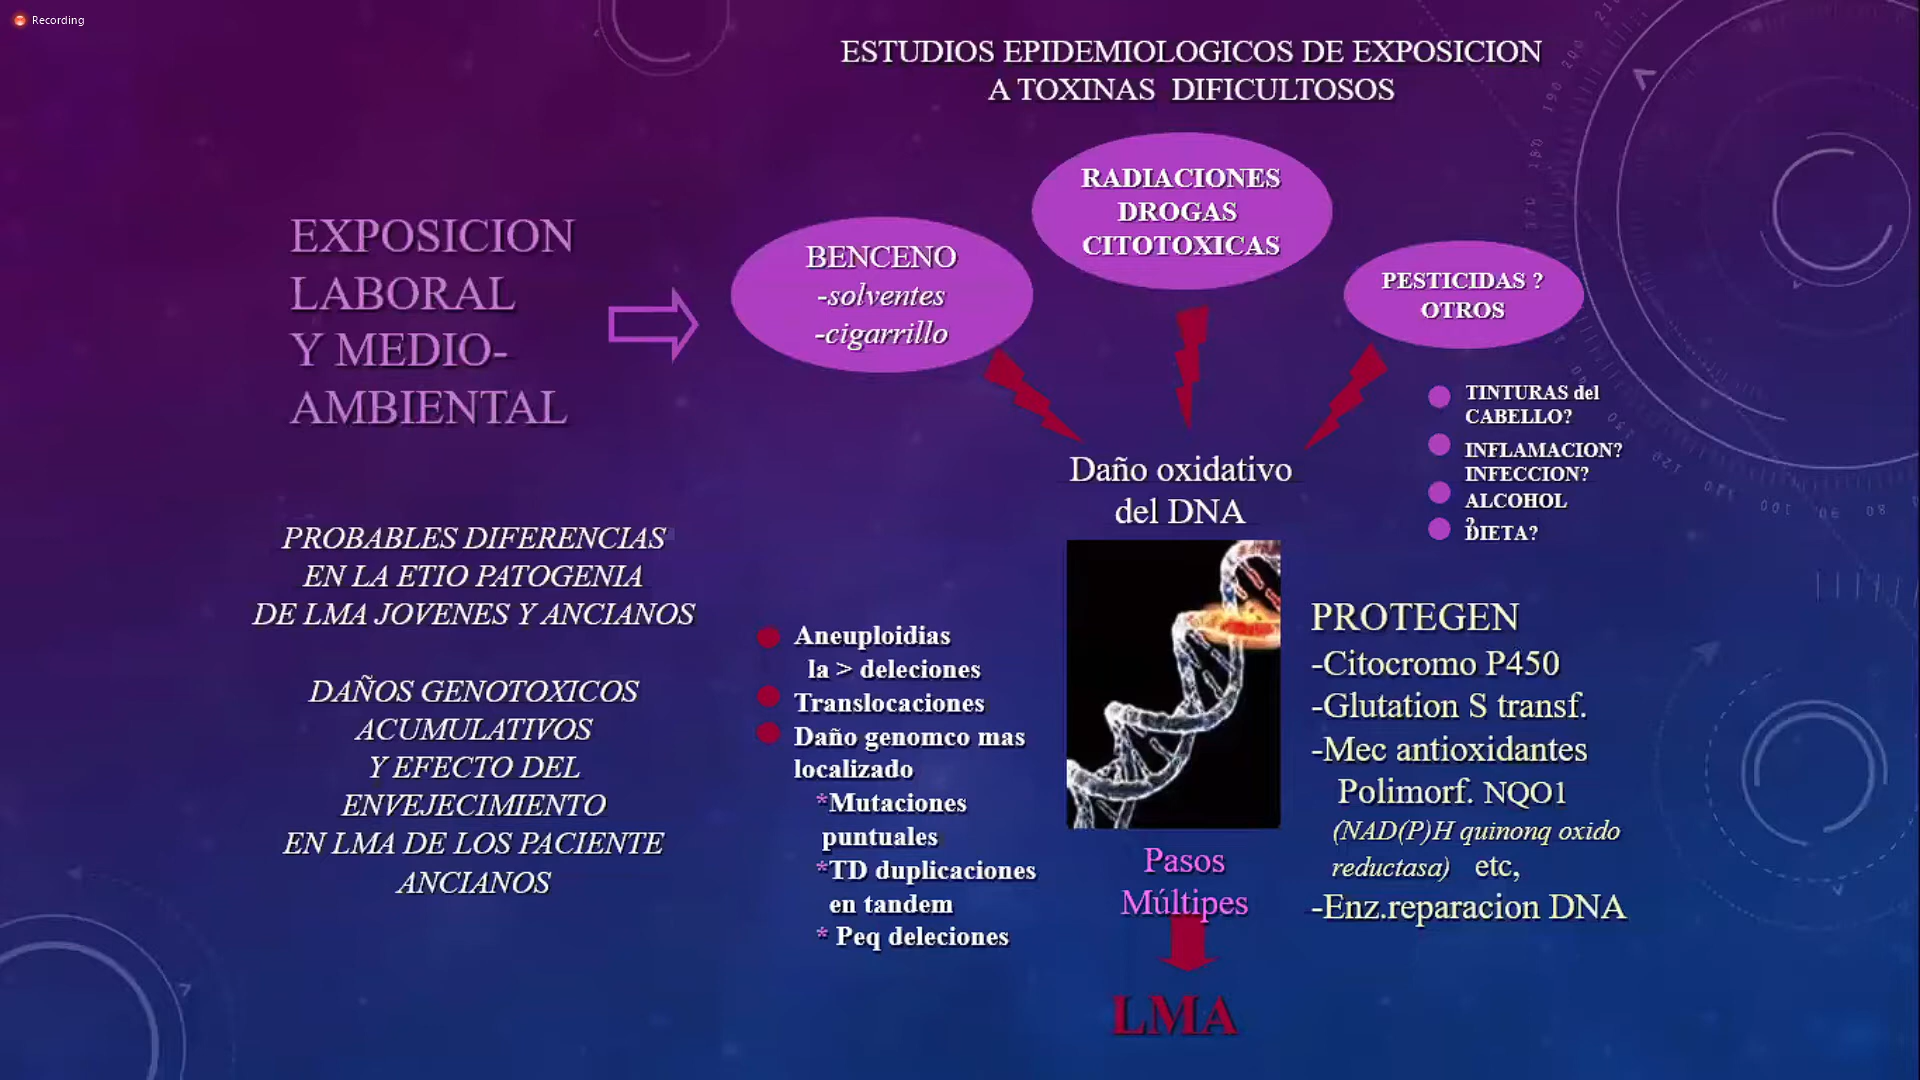 Recording
ESTUDIOS EPIDEMIOLOGICOS DE EXPOSICION
A TOXINAS DIFICULTOSOS
EXPOSICION
LABORAL
Y MEDIO-
AMBIENTAL
BENCENO
-solventes
-cigarrillo
RADIACIONES
DROGAS
CITOTOXICAS
PESTICIDAS ?
OTROS
TINTURAS del
CABELLO?
INFLAMACION?
INFECCION?
ALCOHOL
?
DIETA?
Daño oxidativo
del DNA
PROBABLES DIFERENCIAS
EN LA ETIO PATOGENIA
DE LMA JOVENES Y ANCIANOS
DAÑOS GENOTOXICOS
ACUMULATIVOS
Y EFECTO DEL
ENVEJECIMIENTO
EN LMA DE LOS PACIENTE
ANCIANOS
Aneuploidias
la > deleciones
Translocaciones
Daño genomco mas
localizado
*Mutaciones
puntuales
*TD duplicaciones
en tandem
* Peq deleciones
PROTEGEN
-Citocromo P450
-Glutation S transf.
-Mec antioxidantes
Polimorf. NQO1
(NAD(P)H quinonq oxido
reductasa) etc,
-Enz.reparacion DNA
Pasos
Múltipes
LMA